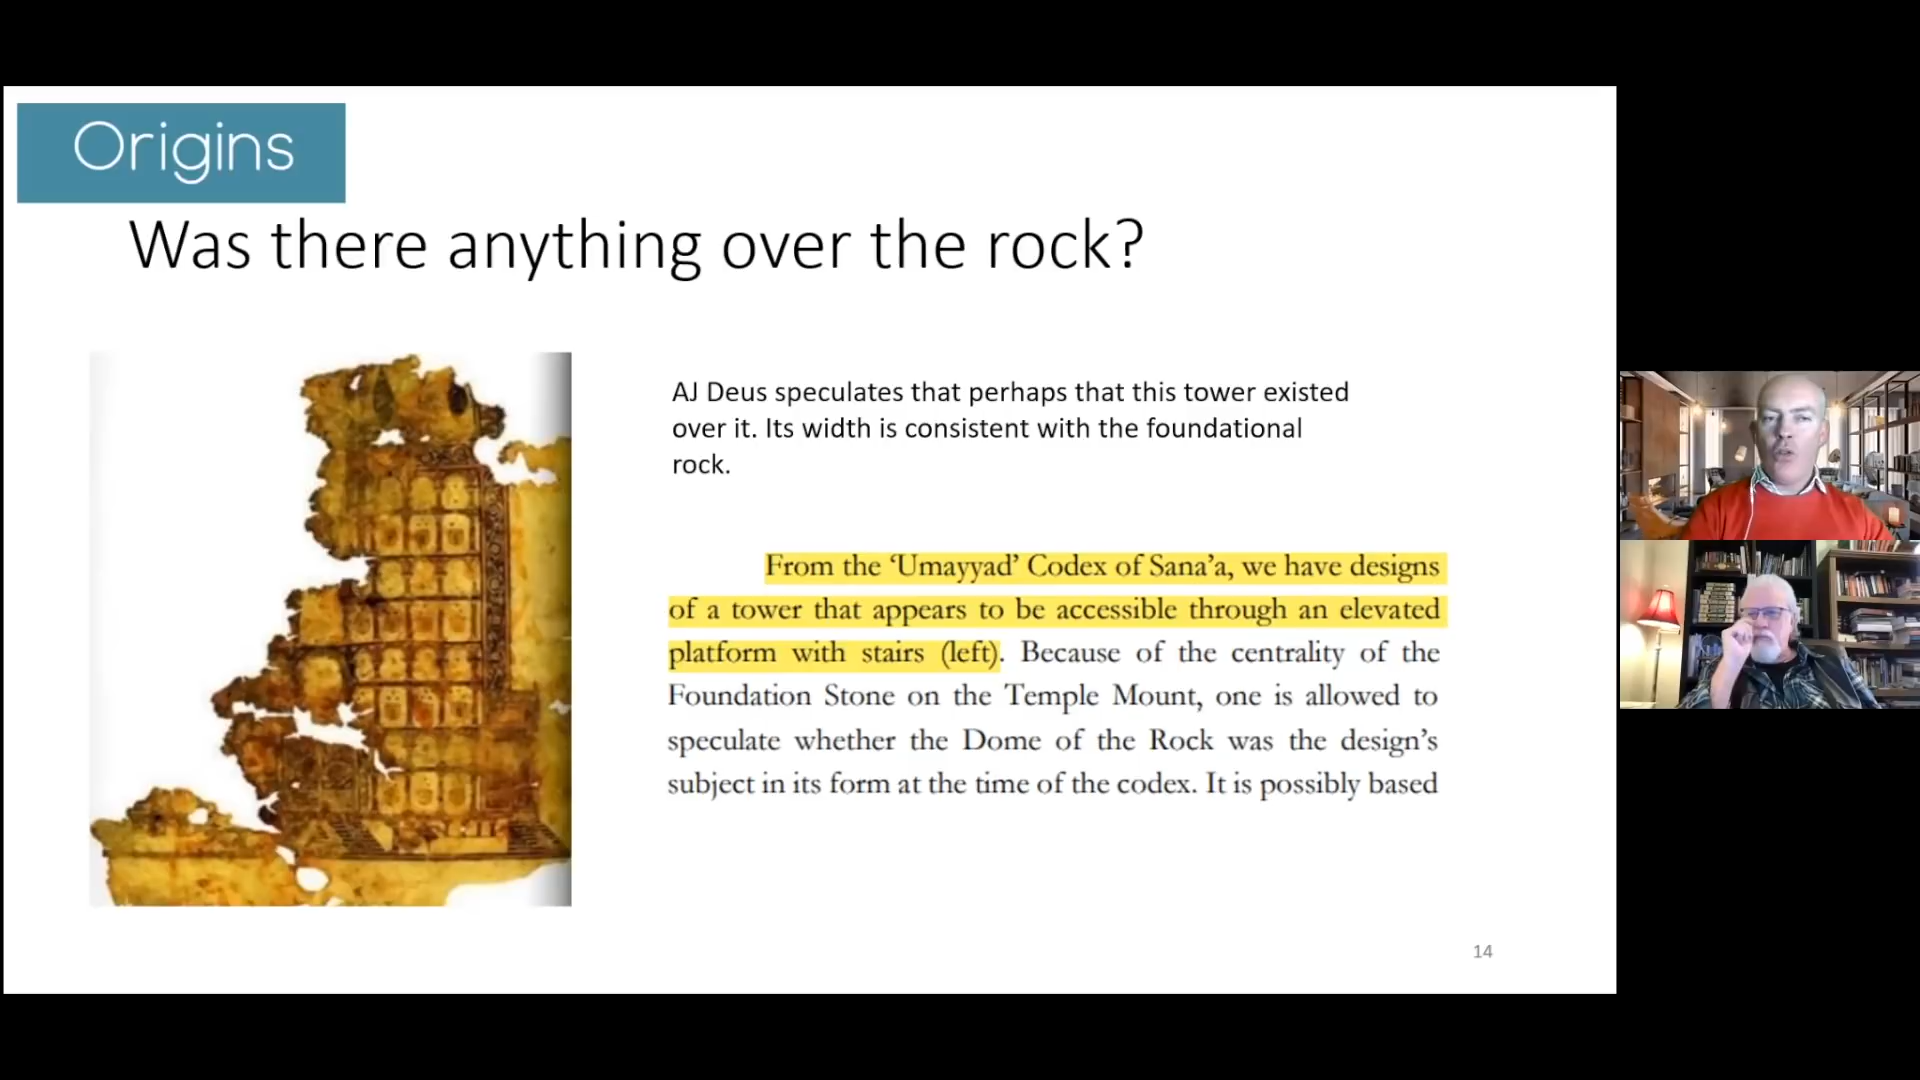 Origins
Was there anything over the rock?
AJ Deus speculates that perhaps that this tower existed
over it. Its width is consistent with the foundational
rock.
From the ‘Umayyad’ Codex of Sana’a, we have designs
of a tower that appears to be accessible through an elevated
platform with stairs (left). Because of the centrality of the
Foundation Stone on the Temple Mount, one is allowed to
speculate whether the Dome of the Rock was the design’s
subject in its form at the time of the codex. It is possibly based
14